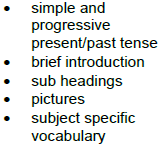 • simple and
progressive
present/past tense
• brief introduction
• sub headings
• pictures
• subject specific
vocabulary